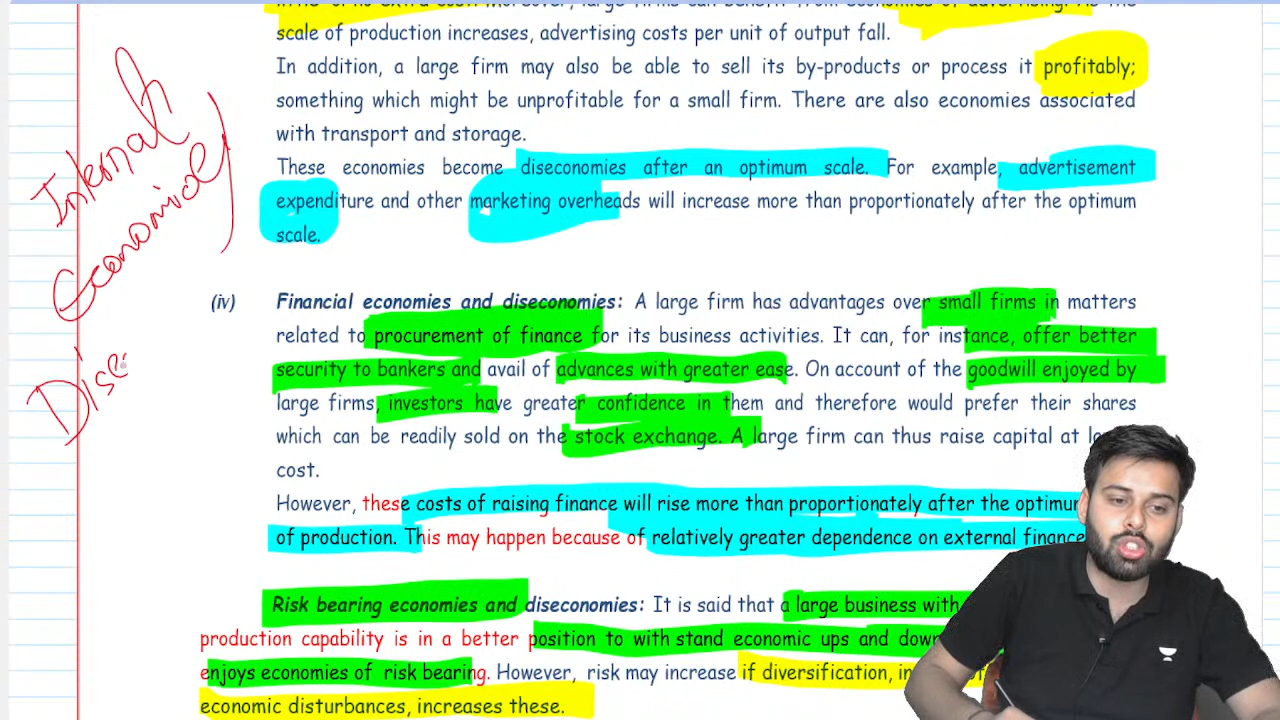 scale of production increases, advertising costs per unit of output fall.
In addition, a large firm may also be able to sell its by-products or process it profitably;
something which might be unprofitable for a small firm. There are also economies associated
with transport and storage.
These economies become diseconomies after an optimum scale. For example, advertisement
expenditure and other marketing overheads will increase more than proportionately after the optimum
scale.
Internal
Economies
Dise
(iv) Financial economies and diseconomies: A large firm has advantages over small firms in matters
related to procurement of finance for its business activities. It can, for instance, offer better
security to bankers and avail of advances with greater ease. On account of the goodwill enjoyed by
large firms, investors have greater confidence in them and therefore would prefer their shares
which can be readily sold on the stock exchange. A large firm can thus raise capital at
cost.
However, these costs of raising finance will rise more than proportionately after the optimum
of production. This may happen because of relatively greater dependence on external finance
Risk bearing economies and diseconomies: It is said that a large business with
production capability is in a better position to with stand economic ups and
enjoys economies of risk bearing. However, risk may increase if diversification,
economic disturbances, increases these.